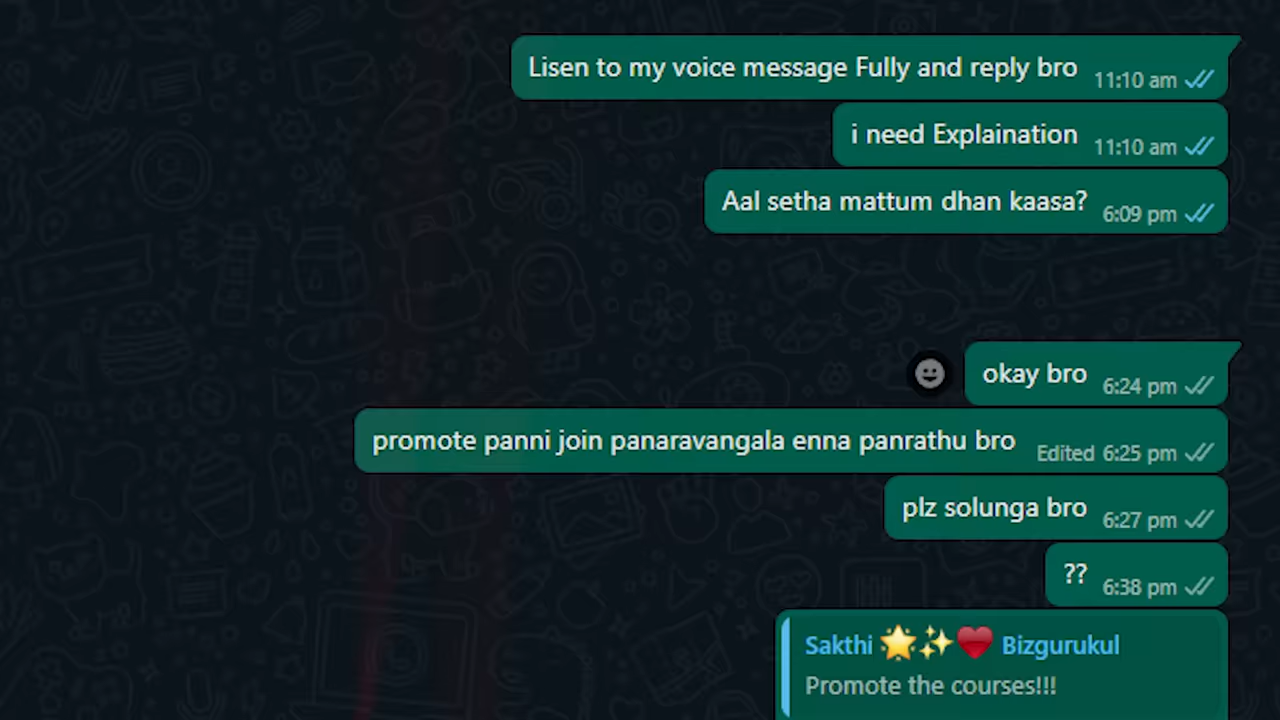 Lisen to my voice message Fully and reply bro 11:10 am
i need Explaination 11:10 am
Aal setha mattum dhan kaasa? 6:09 pm
okay bro 6:24 pm
promote panni join panaravangala enna panrathu bro Edited 6:25 pm
plz solunga bro 6:27 pm
?? 6:38 pm
Sakthi 🌟✨❤️ Bizgurukul
Promote the courses!!!